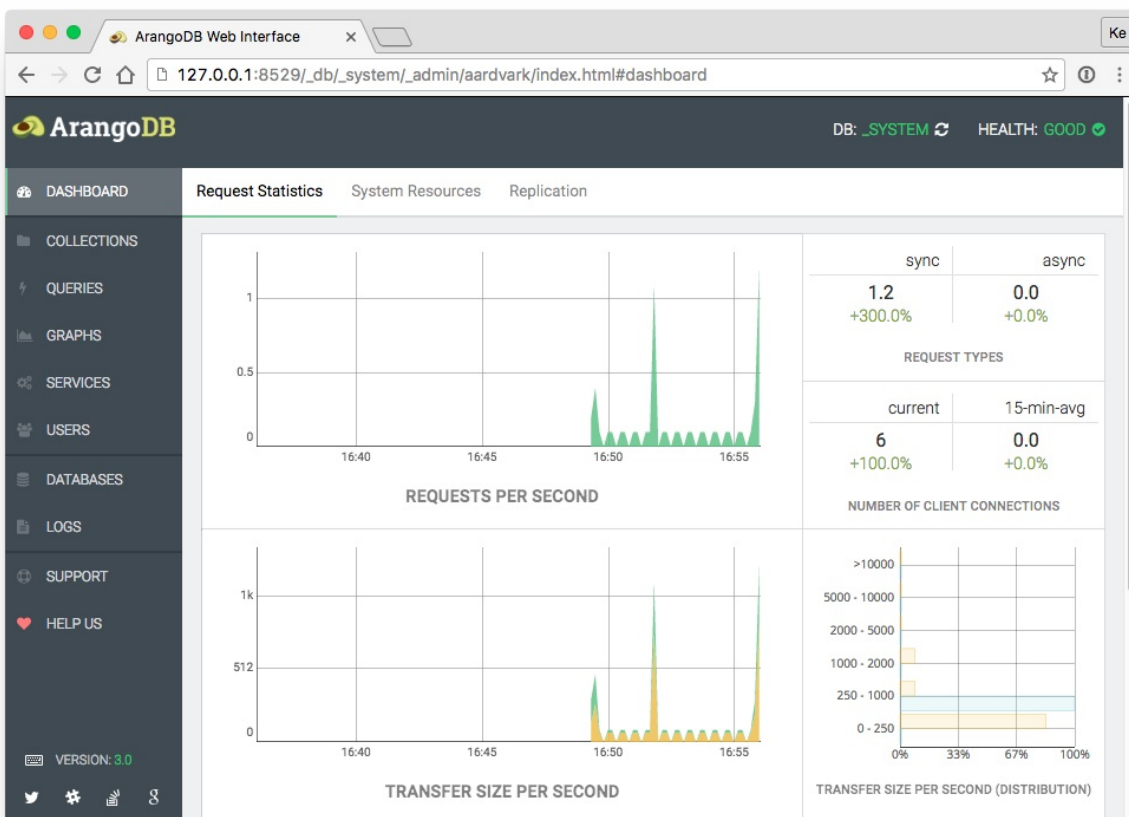 ArangoDB Web Interface
Ke
127.0.0.1:8529/_db/_system/_admin/aardvark/index.html#dashboard
ArangoDB
DB: _SYSTEM
HEALTH: GOOD
DASHBOARD
COLLECTIONS
QUERIES
GRAPHS
SERVICES
USERS
DATABASES
LOGS
SUPPORT
HELP US
VERSION: 3.0
Request Statistics
System Resources
Replication
1
0.5
0
16:40 16:45 16:50 16:55
REQUESTS PER SECOND
sync async
1.2 0.0
+300.0% +0.0%
REQUEST TYPES
current 15-min-avg
6 0.0
+100.0% +0.0%
NUMBER OF CLIENT CONNECTIONS
1k
512
0
16:40 16:45 16:50 16:55
TRANSFER SIZE PER SECOND
>10000
5000 - 10000
2000 - 5000
1000 - 2000
250 - 1000
0 - 250
0% 33% 67% 100%
TRANSFER SIZE PER SECOND (DISTRIBUTION)